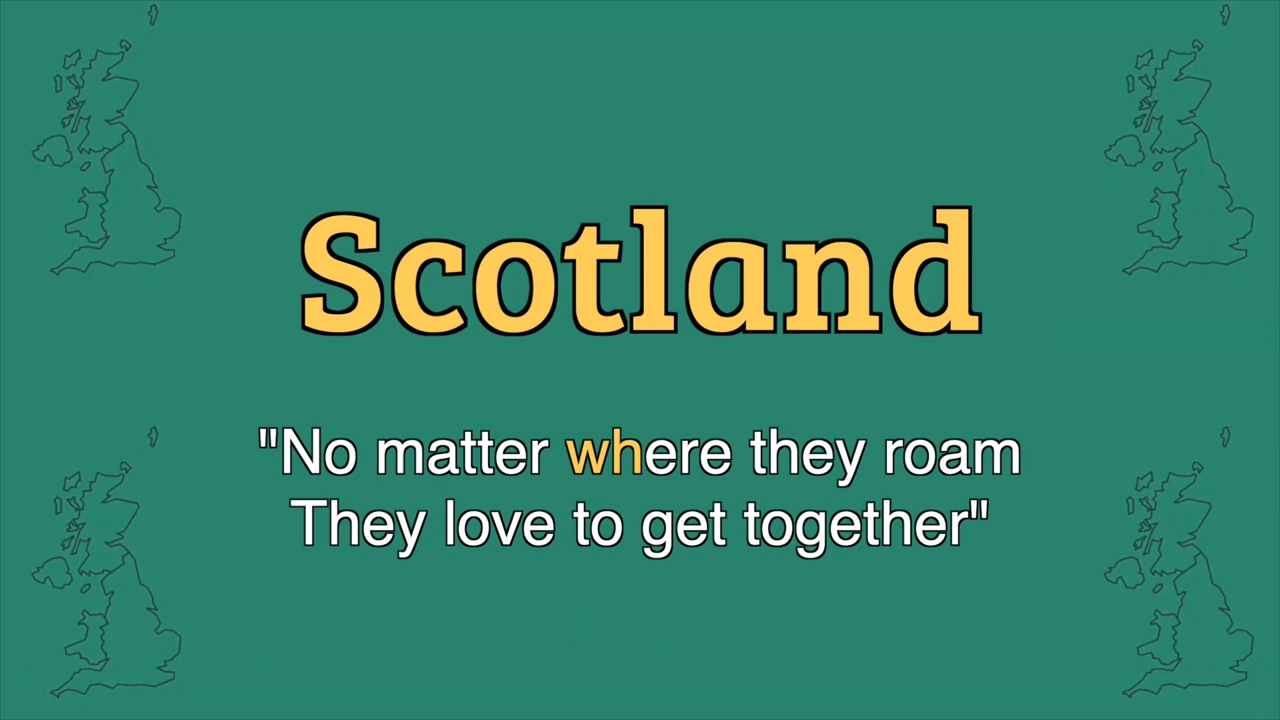 Scotland
"No matter where they roam
They love to get together"